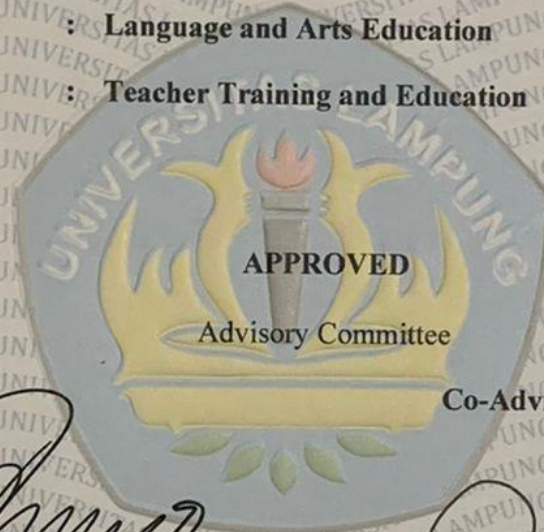 : Language and Arts Education
: Teacher Training and Education
UNIVERSITAS LAMPUNG
APPROVED
Advisory Committee
Co-Adv